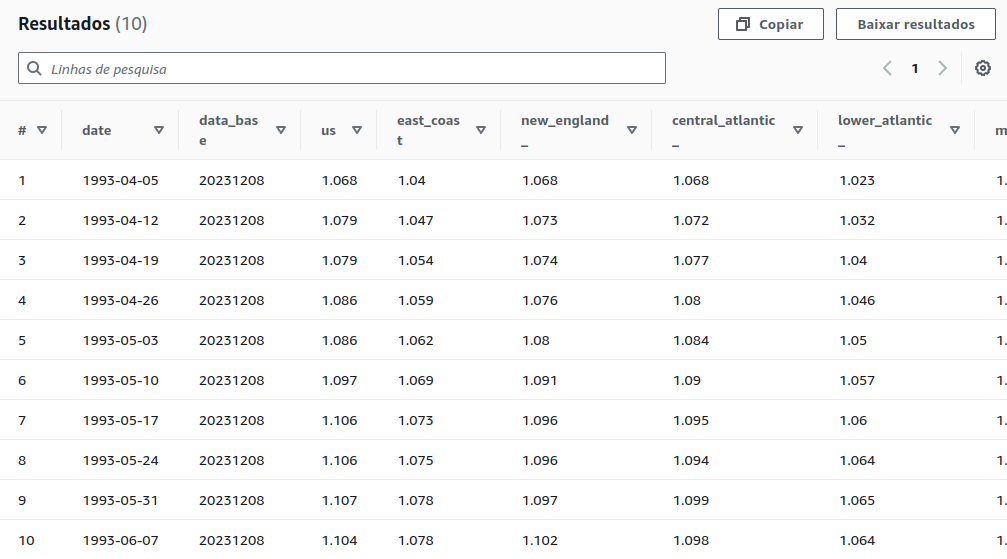 Resultados (10)
Copiar
Baixar resultados
Linhas de pesquisa
1
# date data_bas us east_coas new_england central_atlantic lower_atlantic m
e t _ _ _
1 1993-04-05 20231208 1.068 1.04 1.068 1.068 1.023 1.
2 1993-04-12 20231208 1.079 1.047 1.073 1.072 1.032 1.
3 1993-04-19 20231208 1.079 1.054 1.074 1.077 1.04 1.
4 1993-04-26 20231208 1.086 1.059 1.076 1.08 1.046 1.
5 1993-05-03 20231208 1.086 1.062 1.08 1.084 1.05 1.
6 1993-05-10 20231208 1.097 1.069 1.091 1.09 1.057 1.
7 1993-05-17 20231208 1.106 1.073 1.096 1.095 1.06 1.
8 1993-05-24 20231208 1.106 1.075 1.096 1.094 1.064 1.
9 1993-05-31 20231208 1.107 1.078 1.097 1.099 1.065 1.
10 1993-06-07 20231208 1.104 1.078 1.102 1.098 1.064 1.